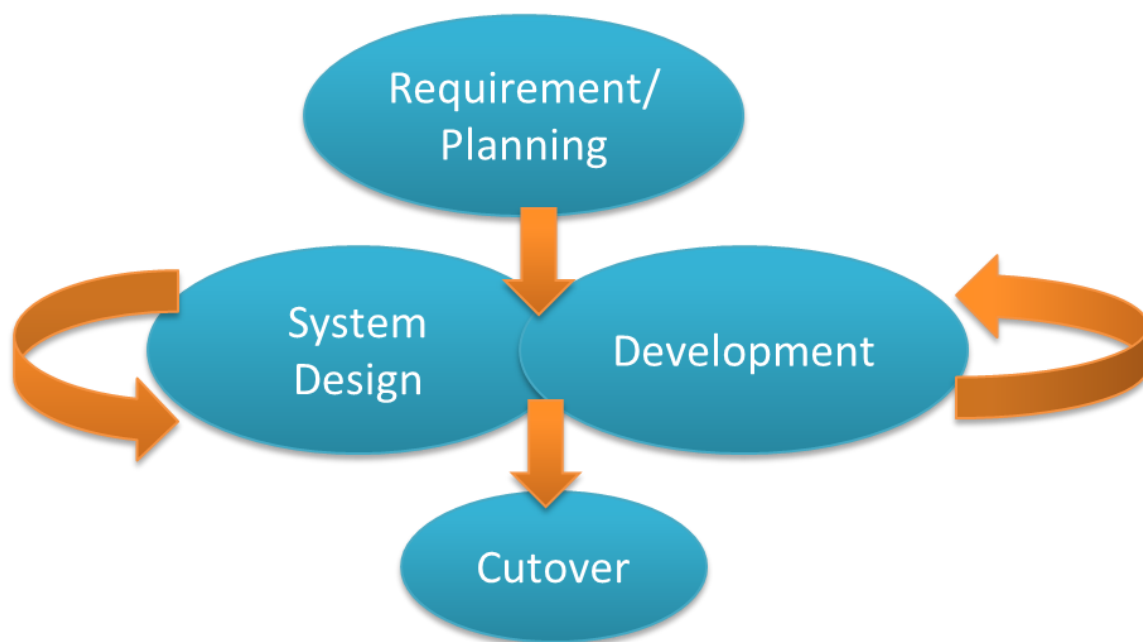 Requirement/
Planning
System
Design
Development
Cutover